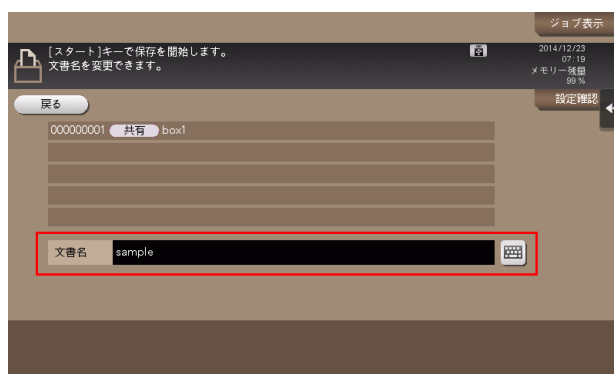 ジョブ表示
[スタート]キーで保存を開始します。
文書名を変更できます。
2014/12/23
07:19
メモリー残量
99 %
戻る
設定確認
000000001 共有 box1
文書名 sample